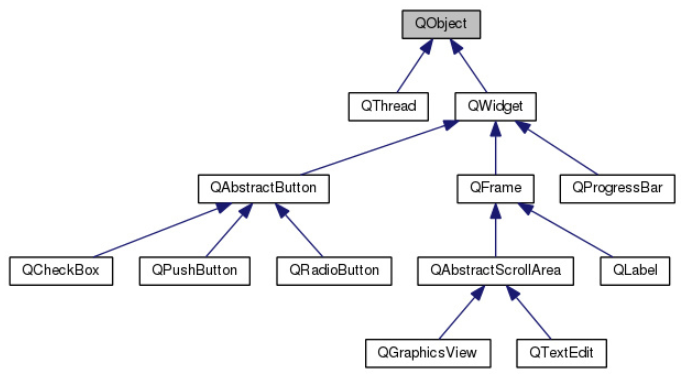 QObject
QThread
QWidget
QAbstractButton
QFrame
QProgressBar
QCheckBox
QPushButton
QRadioButton
QAbstractScrollArea
QLabel
QGraphicsView
QTextEdit